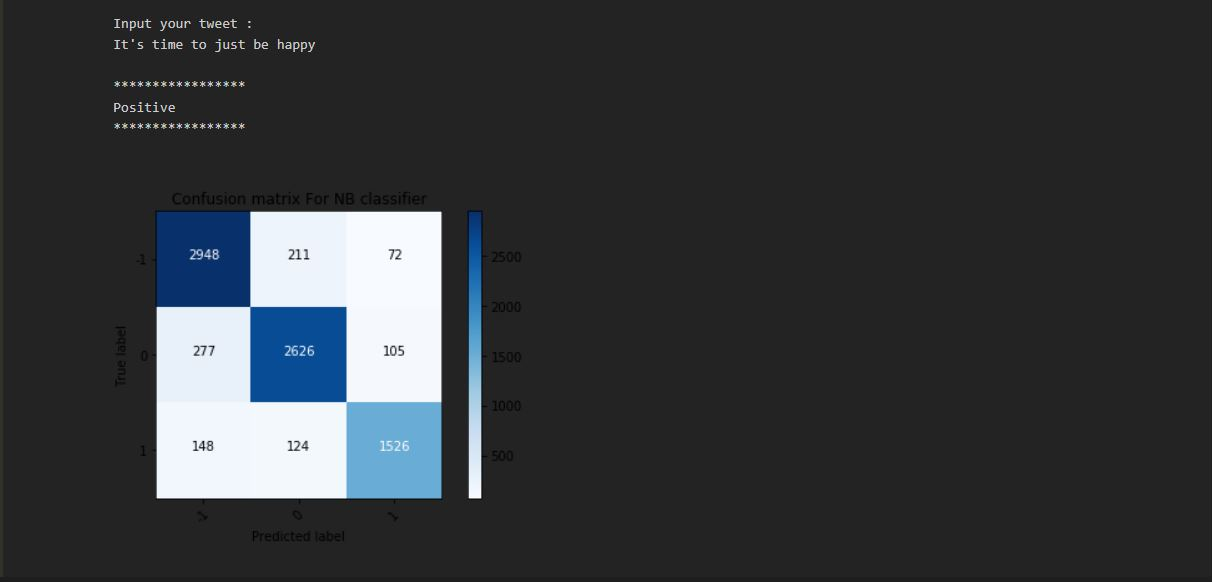 Input your tweet :
It's time to just be happy
*****************
Positive
*****************
Confusion matrix For NB classifier
2948 211 72
277 2626 105
148 124 1526
-1
0
1
True label
-1 0 1
Predicted label
2500
2000
1500
1000
500